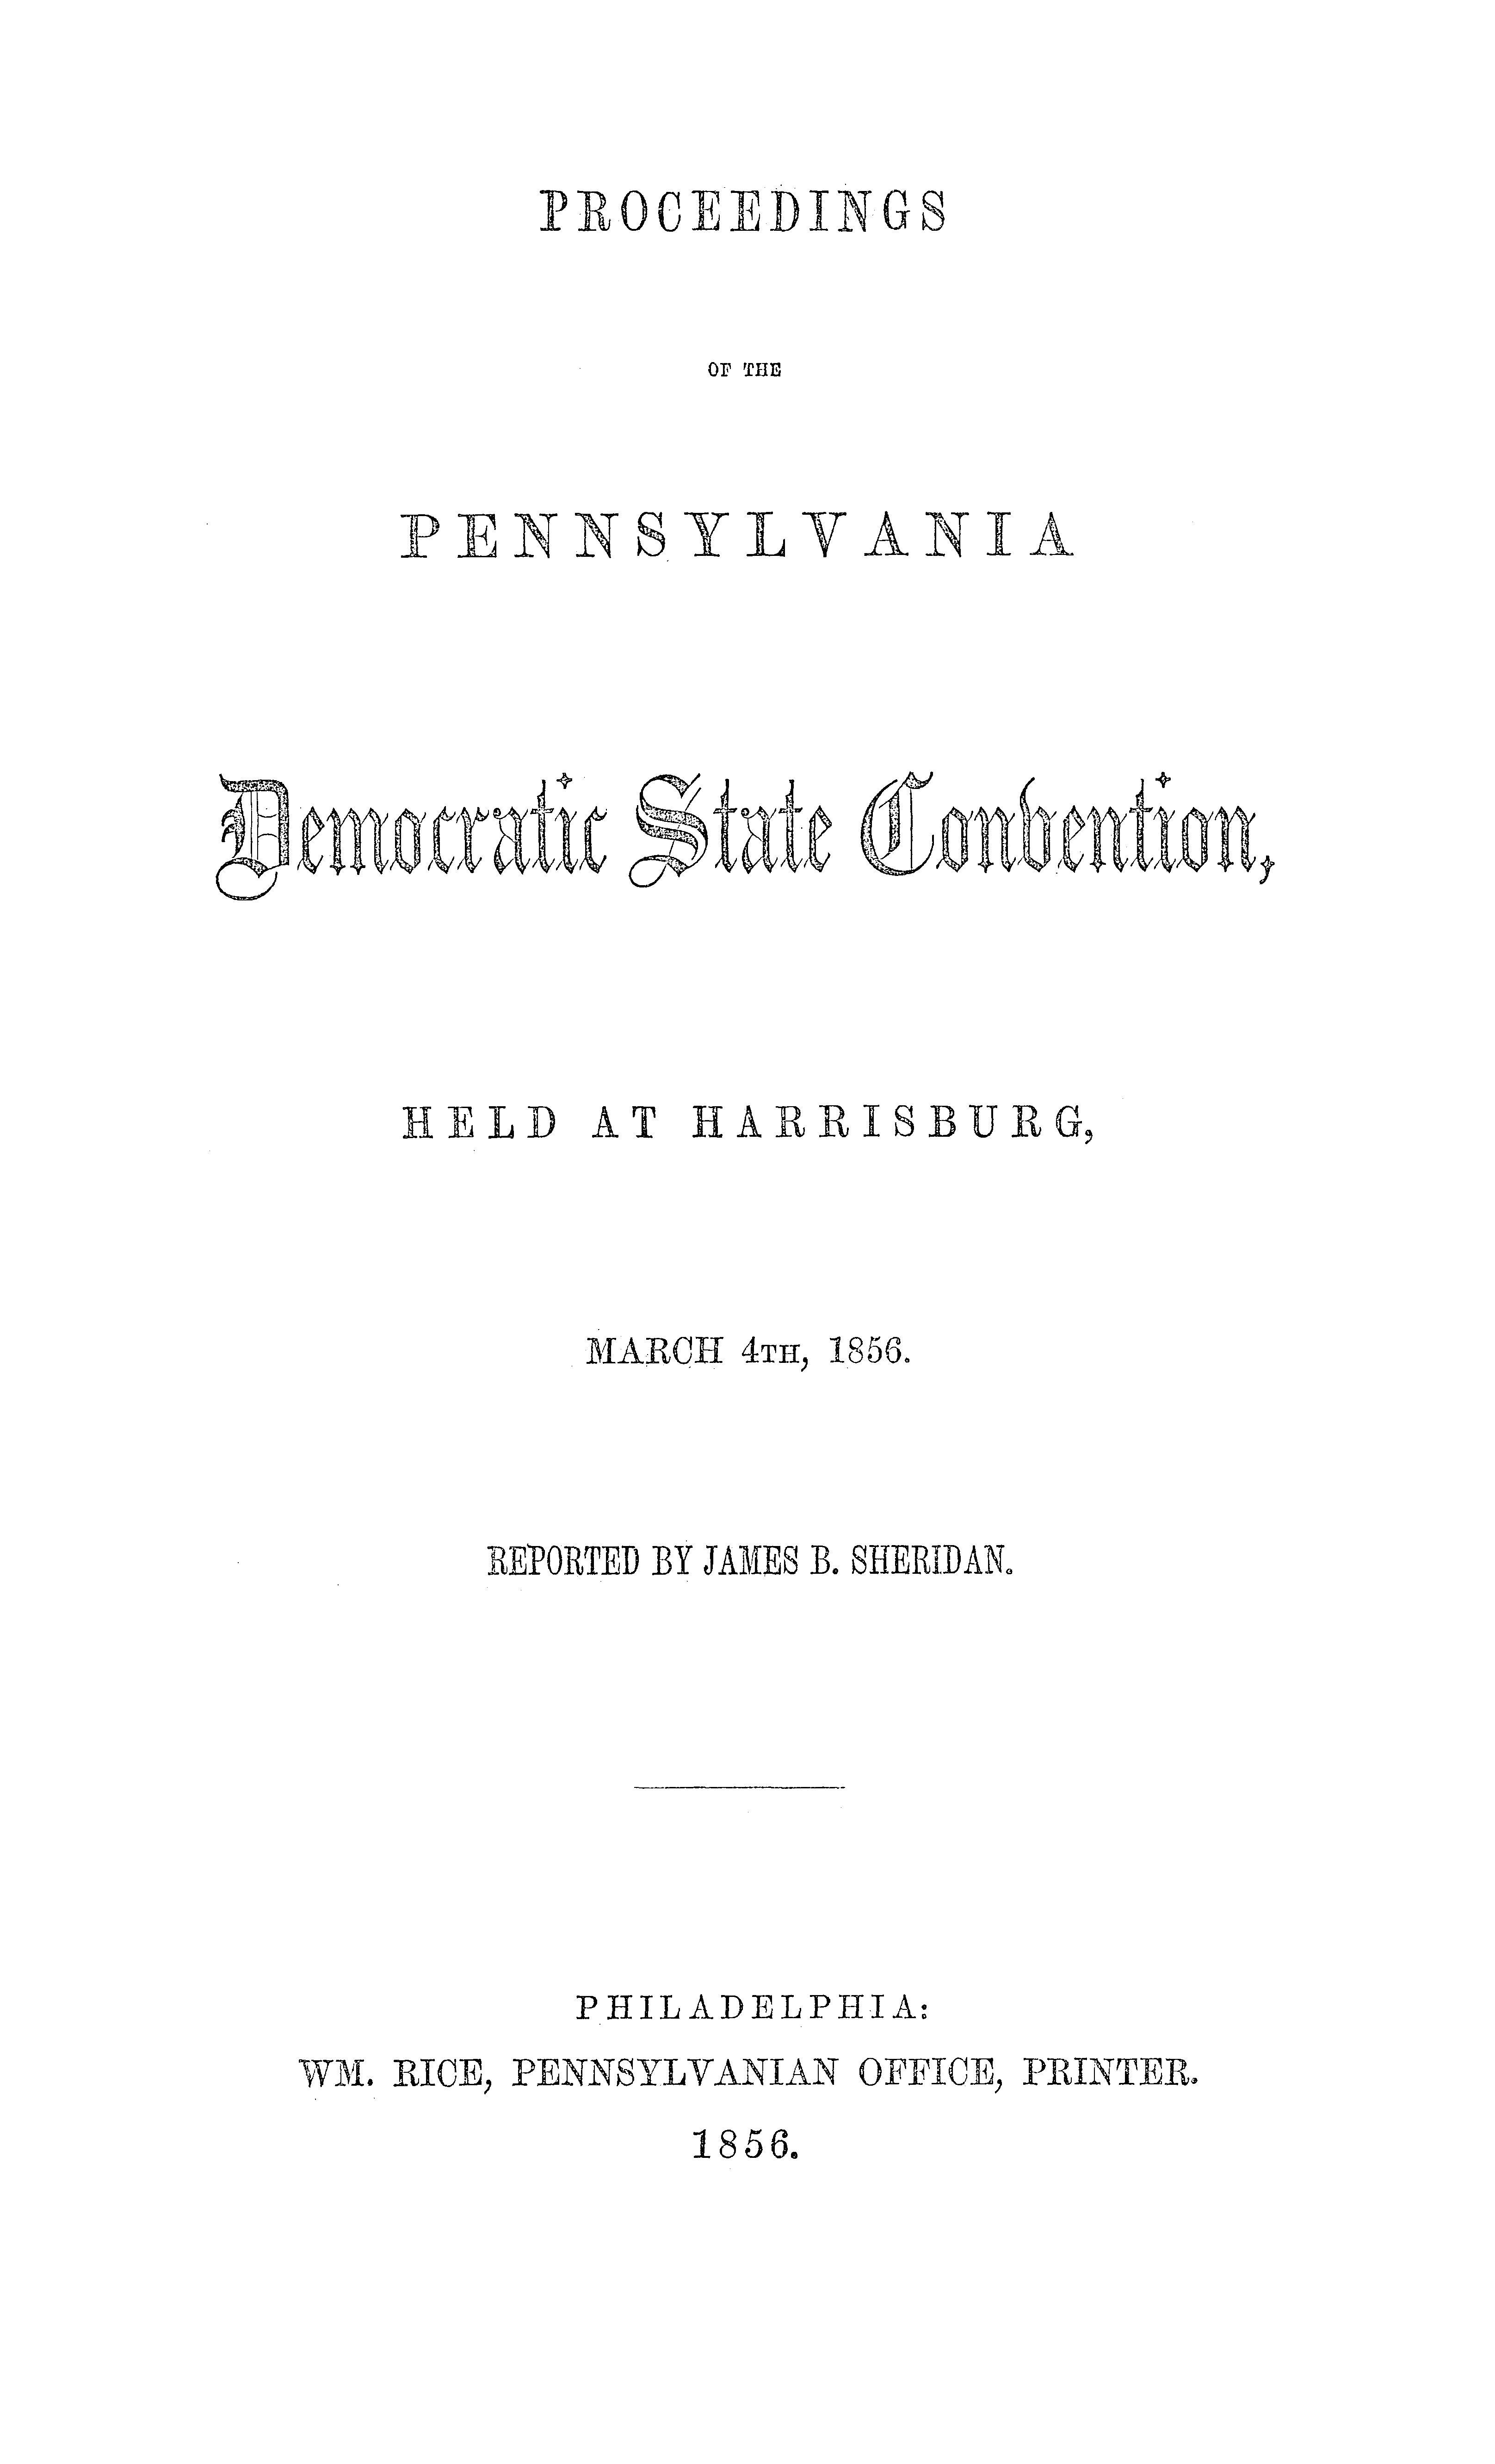 PROCEEDINGS
OF THE
PENNSYLVANIA
Democratic State Convention,
HELD AT HARRISBURG,
MARCH 4TH, 1856.
REPORTED BY JAMES B. SHERIDAN.
PHILADELPHIA:
WM. RICE, PENNSYLVANIAN OFFICE, PRINTER.
1856.